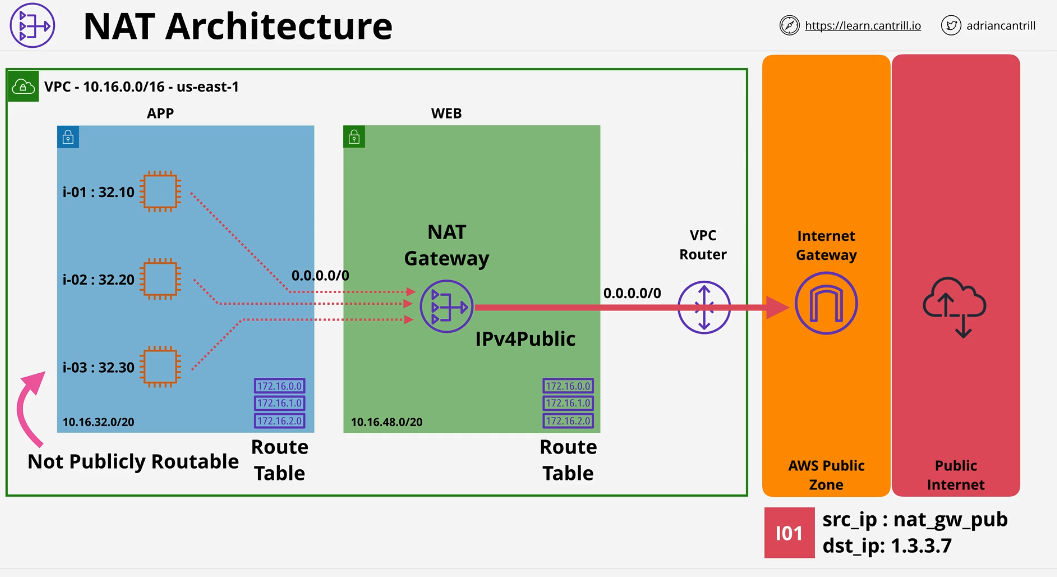 NAT Architecture
https://learn.cantrill.io
adriancantrill
VPC - 10.16.0.0/16 - us-east-1
APP
WEB
i-01 : 32.10
i-02 : 32.20
i-03 : 32.30
0.0.0.0/0
NAT
Gateway
IPv4Public
0.0.0.0/0
VPC
Router
Internet
Gateway
172.16.0.0
172.16.1.0
172.16.2.0
10.16.32.0/20
172.16.0.0
172.16.1.0
172.16.2.0
10.16.48.0/20
Not Publicly Routable
Route
Table
Route
Table
AWS Public
Zone
Public
Internet
I01
src_ip : nat_gw_pub
dst_ip: 1.3.3.7